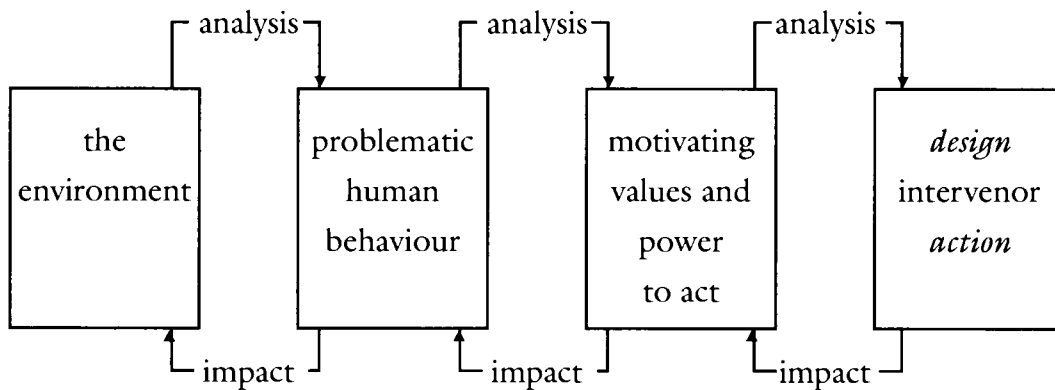 analysis
analysis
analysis
the
environment
problematic
human
behaviour
motivating
values and
power
to act
design
intervenor
action
impact
impact
impact